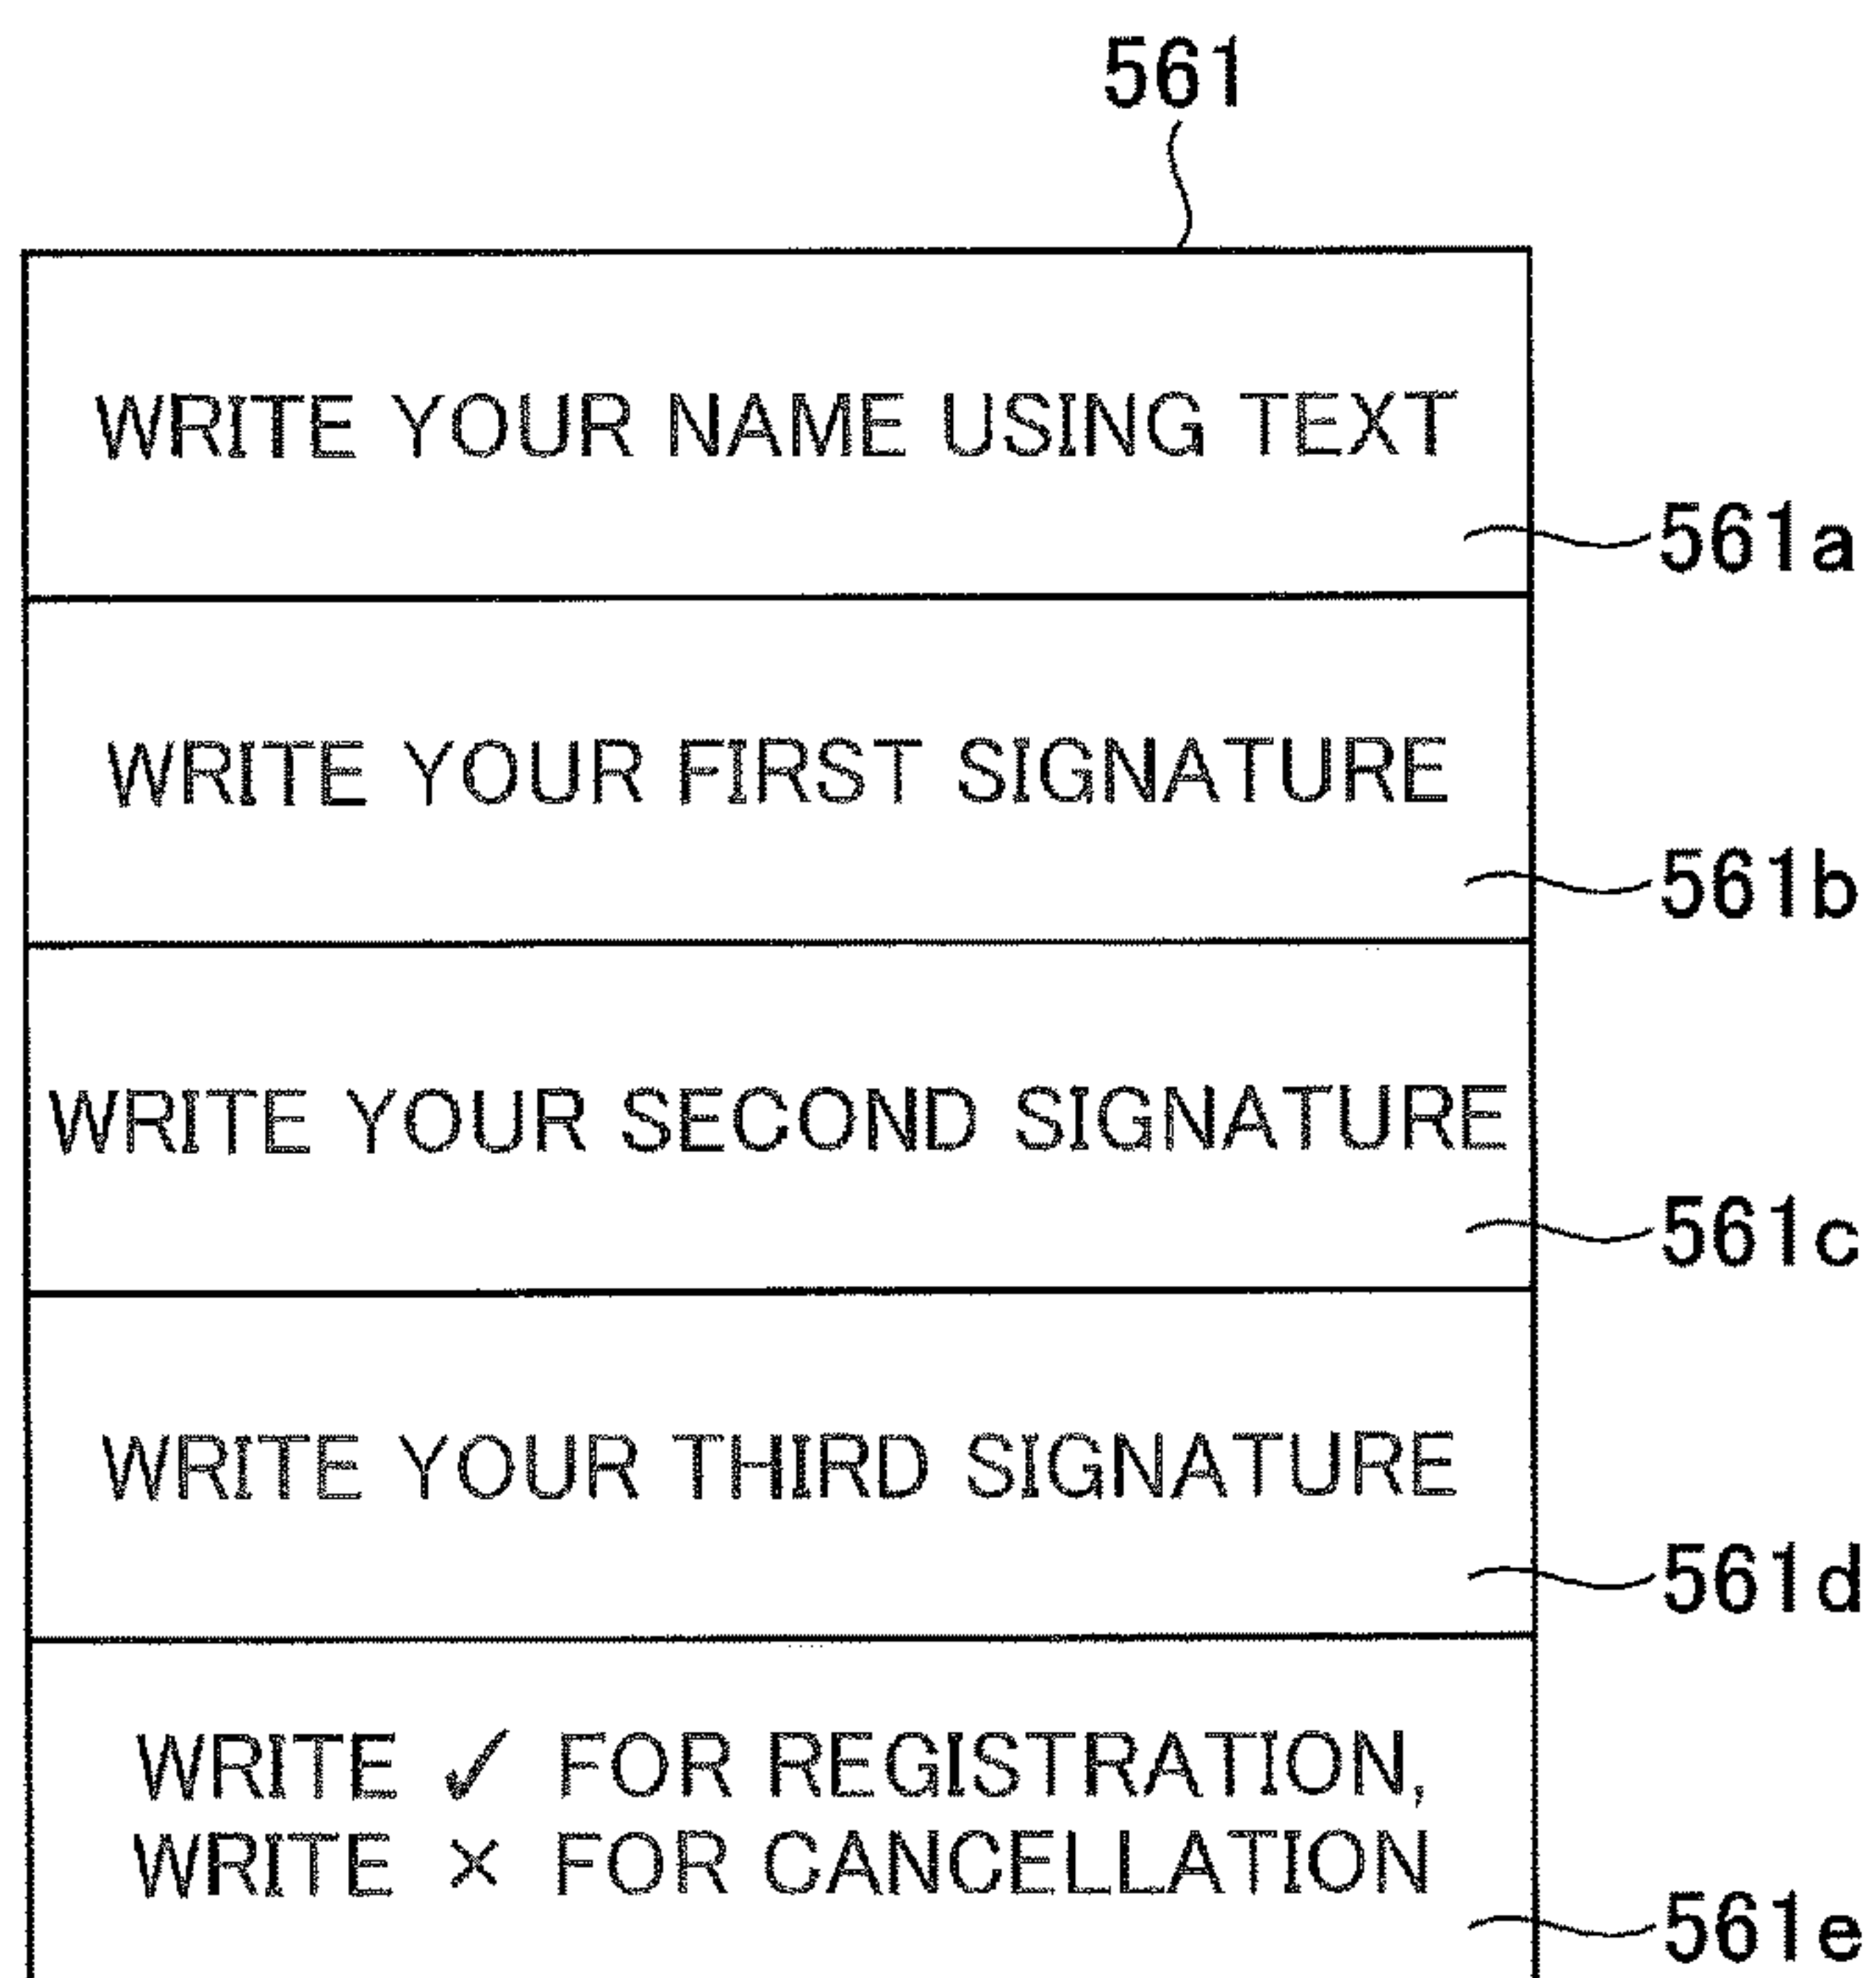 561
WRITE YOUR NAME USING TEXT
561a
WRITE YOUR FIRST SIGNATURE
561b
WRITE YOUR SECOND SIGNATURE
561c
WRITE YOUR THIRD SIGNATURE
561d
WRITE ✓ FOR REGISTRATION,
WRITE × FOR CANCELLATION
561e